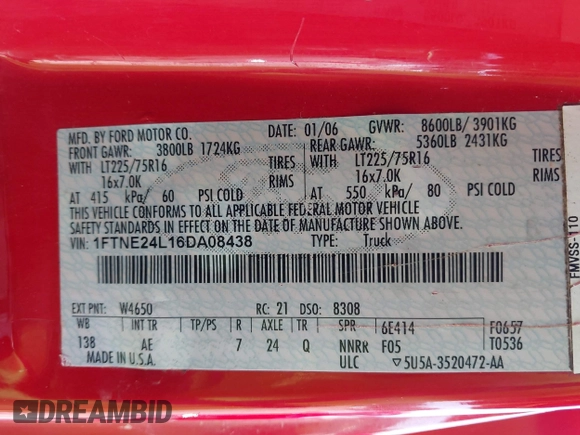 MFD. BY FORD MOTOR CO.
DATE: 01/06 GVWR: 8600LB/ 3901KG
FRONT GAWR: 3800LB 1724KG
REAR GAWR: 5360LB 2431KG
WITH LT225/75R16 TIRES
WITH LT225/75R16 TIRES
16x7.0K RIMS
16x7.0K RIMS
AT 415 kPa/ 60 PSI COLD
AT 550 kPa/ 80 PSI COLD
THIS VEHICLE CONFORMS TO ALL APPLICABLE FEDERAL MOTOR VEHICLE
SAFETY STANDARDS IN EFFECT ON THE DATE OF MANUFACTURE SHOWN ABOVE.
VIN: 1FTNE24L16DA08438 TYPE: Truck
EXT PNT: W4650 RC: 21 DSO: 8308
WB INT TR TP/PS R AXLE TR SPR 6E414 F0657
138 AE 7 24 Q NNRR F05 T0536
MADE IN U.S.A. ULC 5U5A-3520472-AA
FMVSS-110
DREAMBID